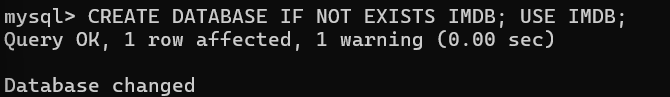 mysql> CREATE DATABASE IF NOT EXISTS IMDB; USE IMDB;
Query OK, 1 row affected, 1 warning (0.00 sec)
Database changed